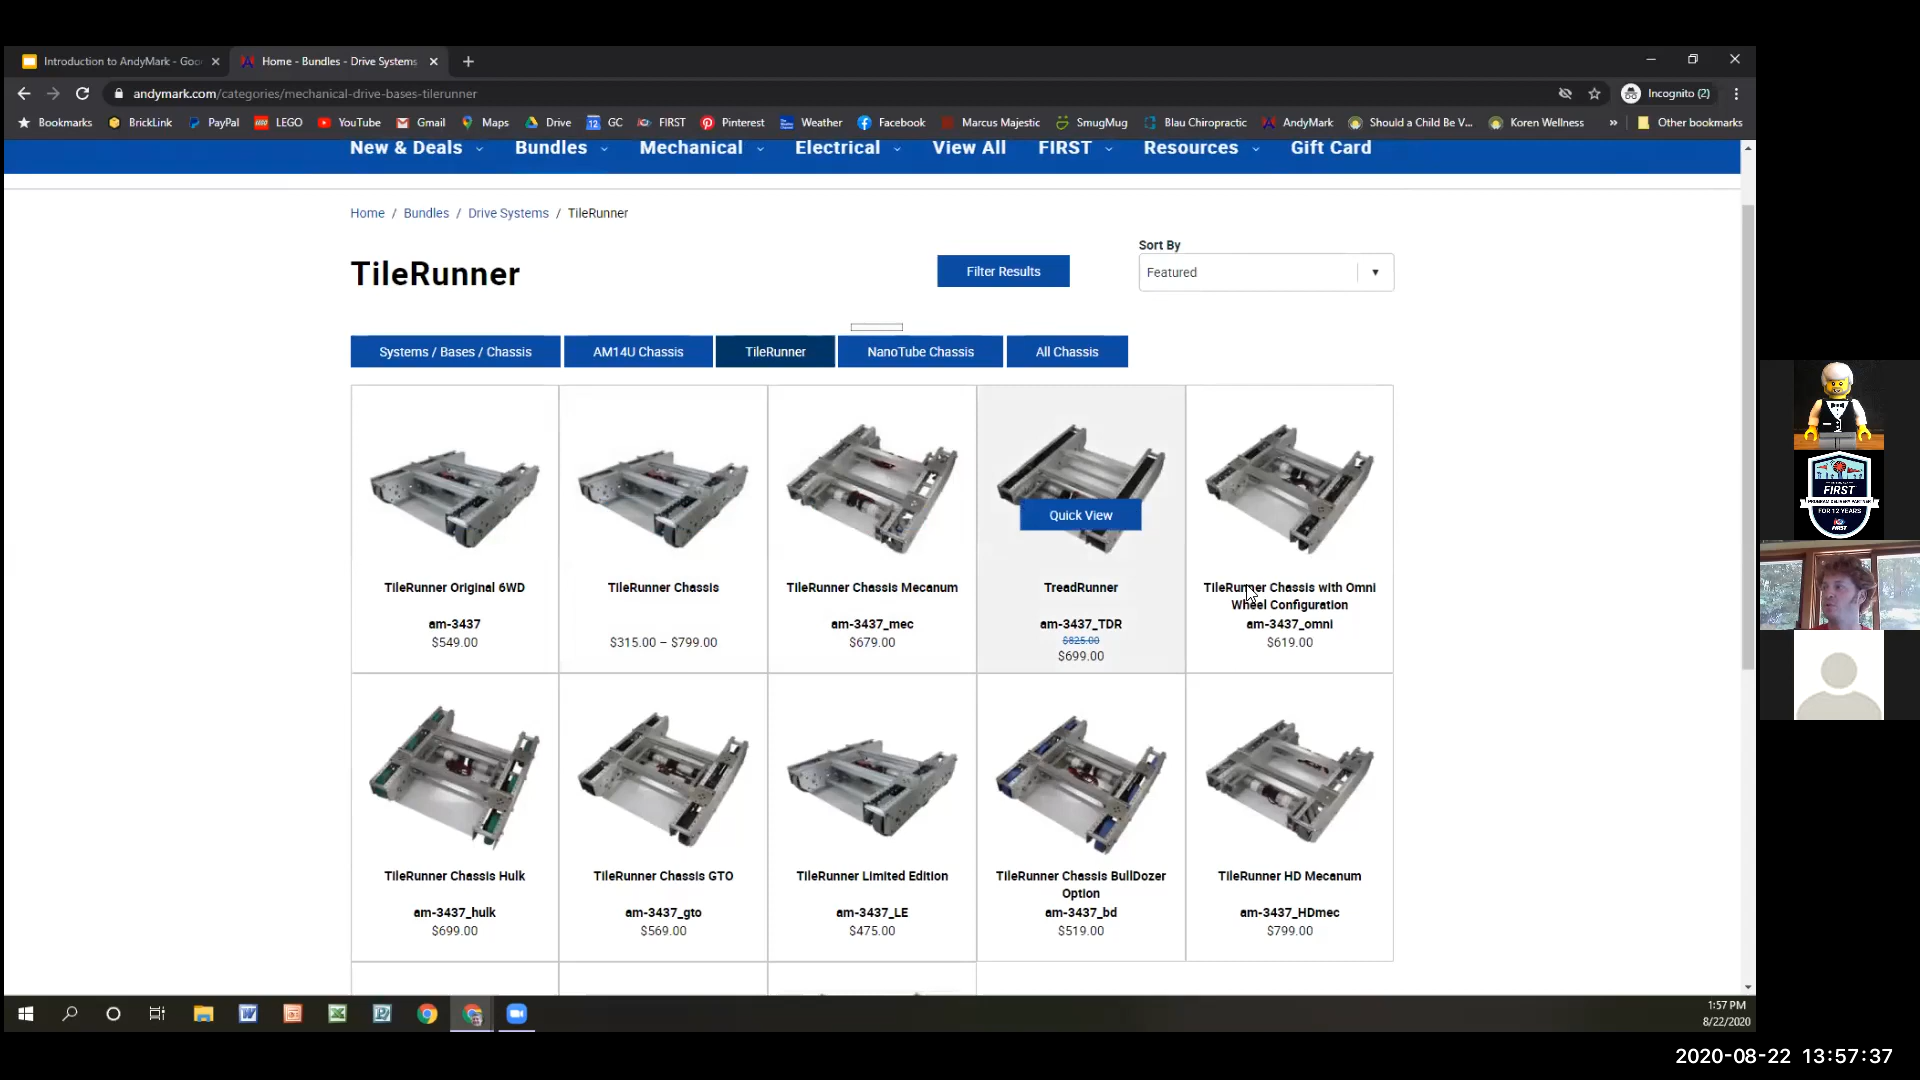 Introduction to AndyMark - Goo
Home - Bundles - Drive Systems
andymark.com/categories/mechanical-drive-bases-tilerunner
Incognito (2)
Bookmarks
BrickLink
PayPal
LEGO
YouTube
Gmail
Maps
Drive
GC
FIRST
Pinterest
Weather
Facebook
Marcus Majestic
SmugMug
Blau Chiropractic
AndyMark
Should a Child Be V...
Koren Wellness
»
Other bookmarks
New & Deals
Bundles
Mechanical
Electrical
View All
FIRST
Resources
Gift Card
Home / Bundles / Drive Systems / TileRunner
TileRunner
Filter Results
Sort By
Featured
Systems / Bases / Chassis
AM14U Chassis
TileRunner
NanoTube Chassis
All Chassis
TileRunner Original 6WD
am-3437
$549.00
TileRunner Chassis
$315.00 – $799.00
TileRunner Chassis Mecanum
am-3437_mec
$679.00
Quick View
TreadRunner
am-3437_TDR
$825.00
$699.00
TileRunner Chassis with Omni
Wheel Configuration
am-3437_omni
$619.00
TileRunner Chassis Hulk
am-3437_hulk
$699.00
TileRunner Chassis GTO
am-3437_gto
$569.00
TileRunner Limited Edition
am-3437_LE
$475.00
TileRunner Chassis BullDozer
Option
am-3437_bd
$519.00
TileRunner HD Mecanum
am-3437_HDmec
$799.00
FIRST
PROGRAM DELIVERY PARTNER
FOR 12 YEARS
FIRST
1:57 PM
8/22/2020
2020-08-22 13:57:37